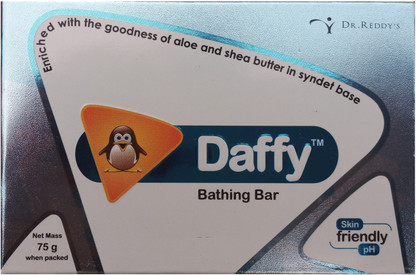 Enriched with the goodness of aloe and shea butter in syndet base
DR.REDDY'S
Daffy™
Bathing Bar
Net Mass
75 g
when packed
Skin
friendly
pH